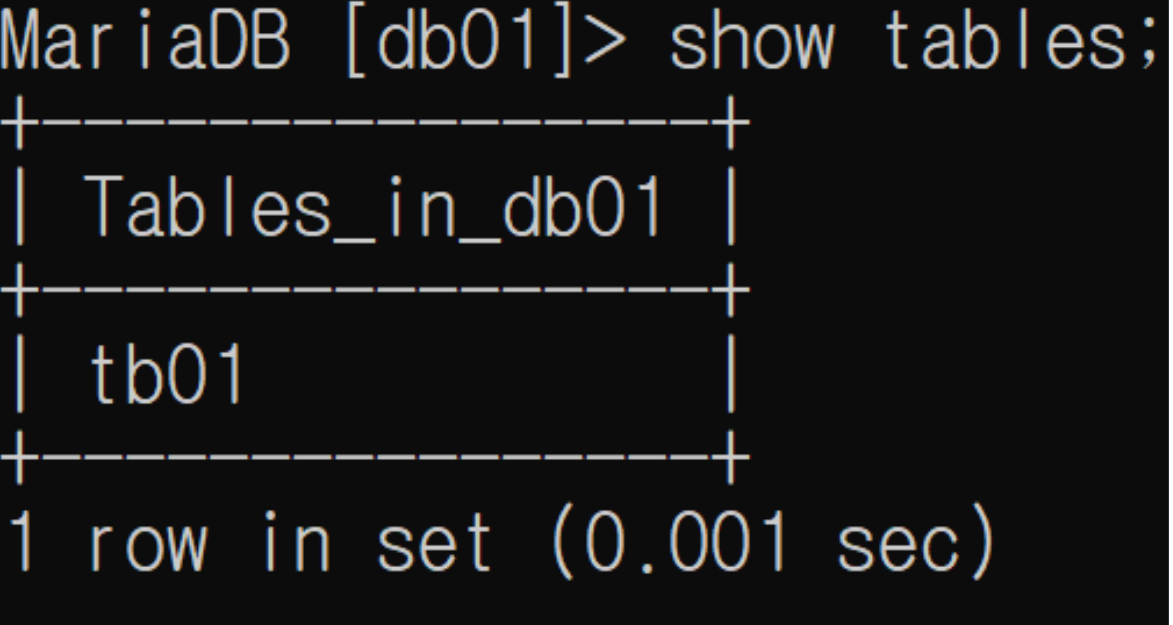 MariaDB [db01]> show tables;
+----------------+
| Tables_in_db01 |
+----------------+
| tb01           |
+----------------+
1 row in set (0.001 sec)